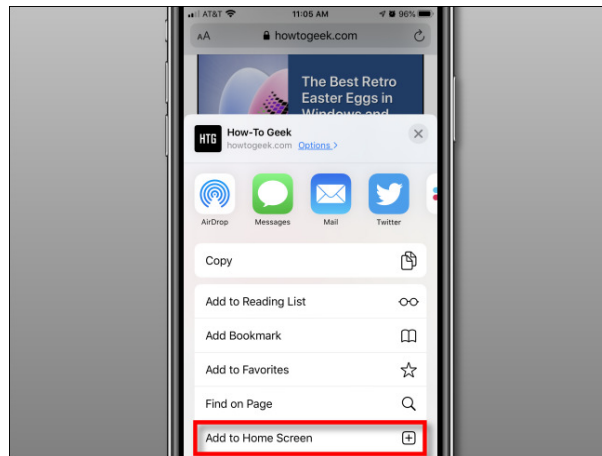 AT&T 11:05 AM 96%
AA howtogeek.com
The Best Retro
Easter Eggs in
Windows and
HTG How-To Geek
howtogeek.com Options >
AirDrop Messages Mail Twitter
Copy
Add to Reading List
Add Bookmark
Add to Favorites
Find on Page
Add to Home Screen